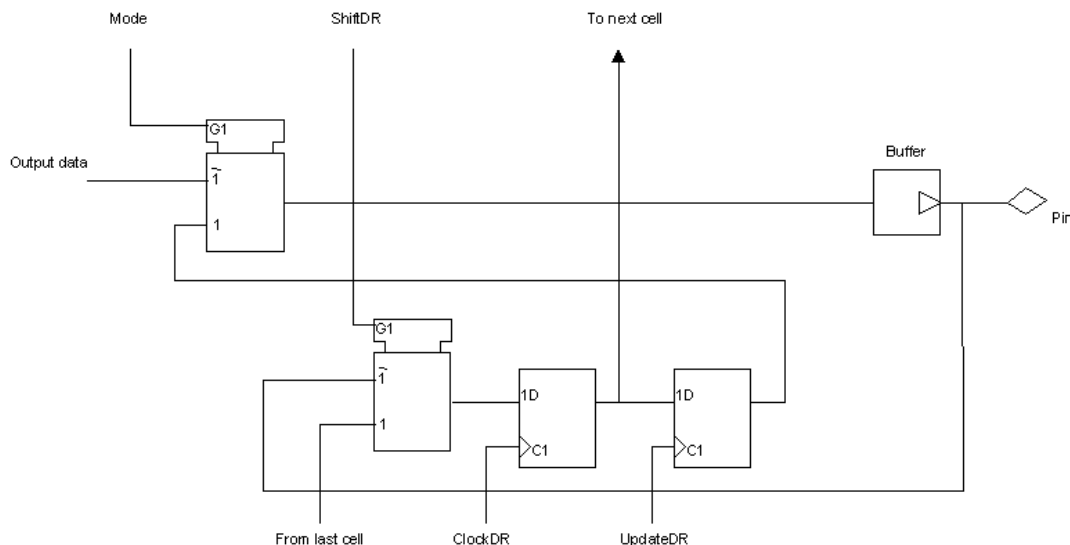 Mode
ShiftDR
To next cell
G1
Output data
1
1
Buffer
Pin
G1
1
1
1D
C1
1D
C1
From last cell
ClockDR
UpdateDR